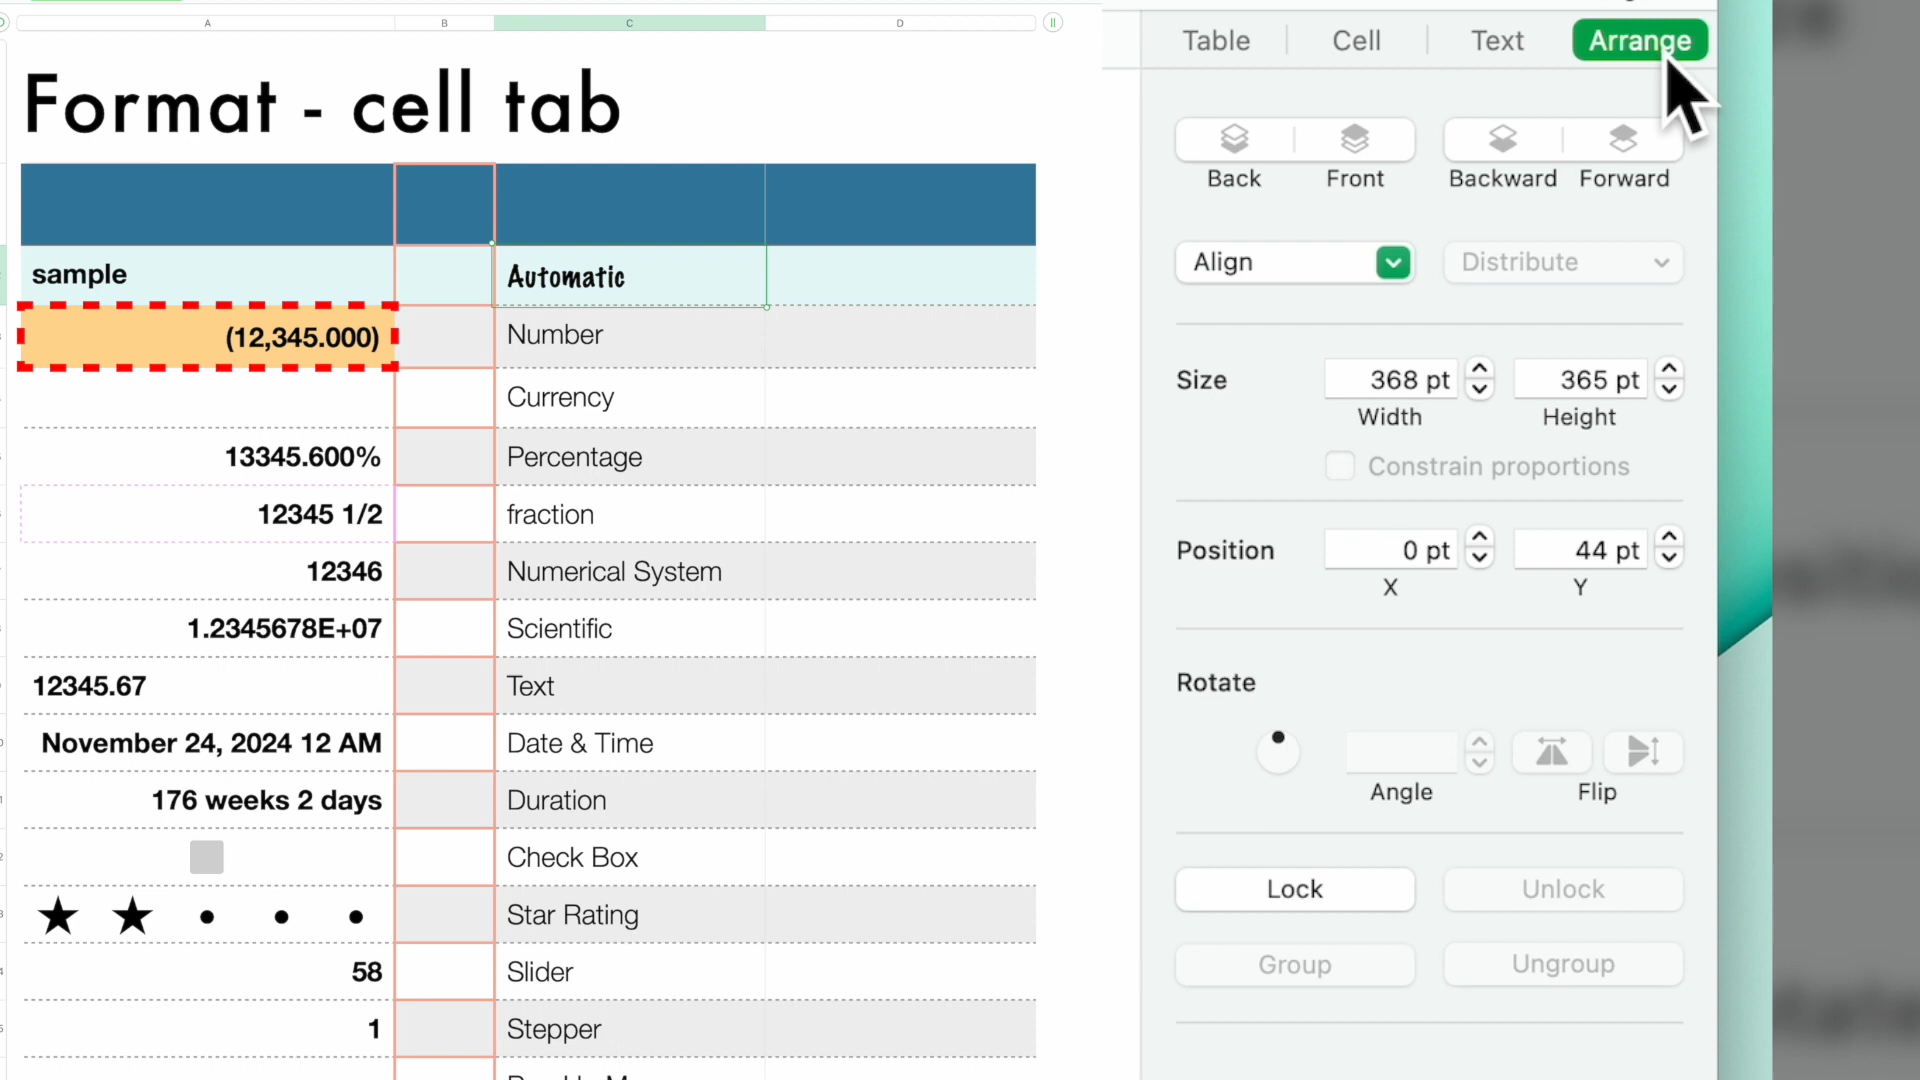 A B C D
Format - cell tab
sample Automatic
(12,345.000) Number
Currency
13345.600% Percentage
12345 1/2 fraction
12346 Numerical System
1.2345678E+07 Scientific
12345.67 Text
November 24, 2024 12 AM Date & Time
176 weeks 2 days Duration
Check Box
Star Rating
58 Slider
1 Stepper
Table Cell Text Arrange
Back Front Backward Forward
Align Distribute
Size 368 pt 365 pt
Width Height
Constrain proportions
Position 0 pt 44 pt
X Y
Rotate
Angle Flip
Lock Unlock
Group Ungroup